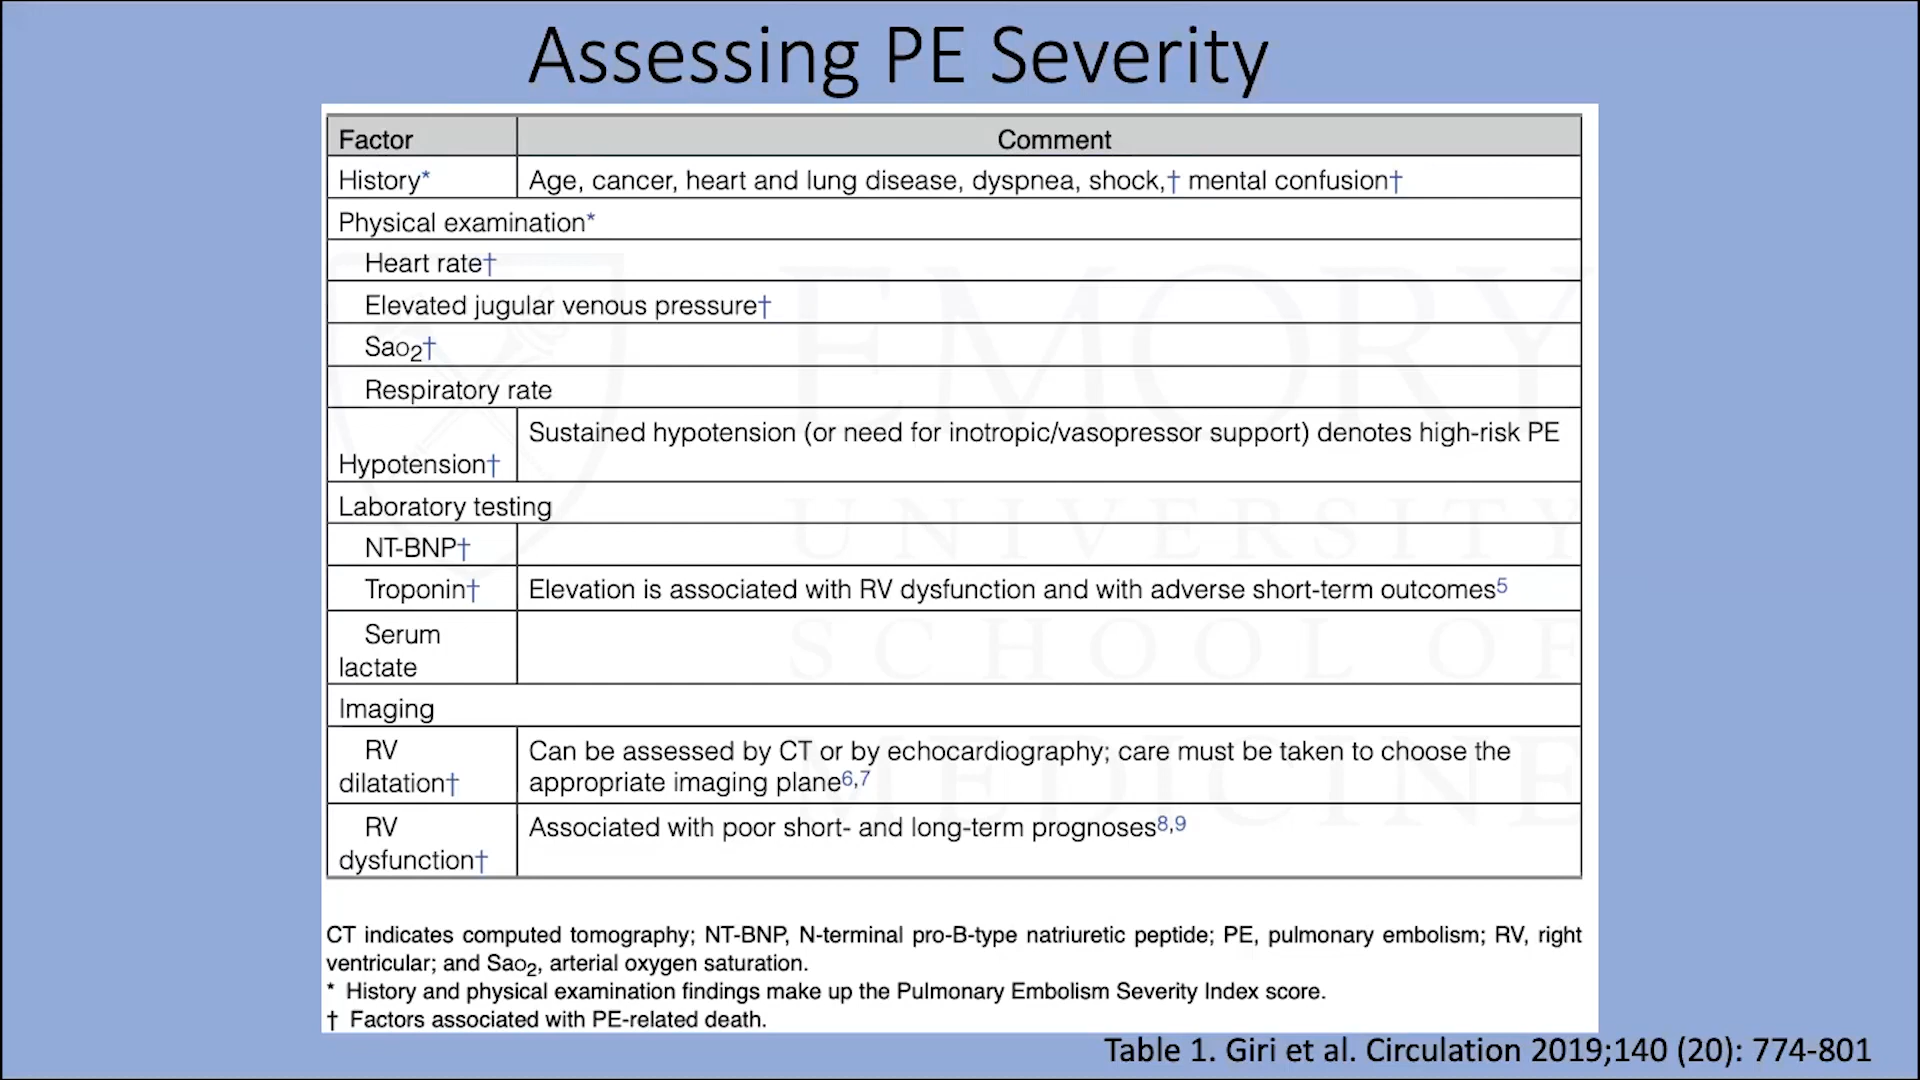 Assessing PE Severity
Factor Comment
History* Age, cancer, heart and lung disease, dyspnea, shock,† mental confusion†
Physical examination*
Heart rate†
Elevated jugular venous pressure†
Sao₂†
Respiratory rate
Sustained hypotension (or need for inotropic/vasopressor support) denotes high-risk PE
Hypotension†
Laboratory testing
NT-BNP†
Troponin† Elevation is associated with RV dysfunction and with adverse short-term outcomes⁵
Serum
lactate
Imaging
RV Can be assessed by CT or by echocardiography; care must be taken to choose the
dilatation† appropriate imaging plane⁶,⁷
RV Associated with poor short- and long-term prognoses⁸,⁹
dysfunction†
EMORY
UNIVERSITY
SCHOOL OF
MEDICINE
CT indicates computed tomography; NT-BNP, N-terminal pro-B-type natriuretic peptide; PE, pulmonary embolism; RV, right
ventricular; and Sao₂, arterial oxygen saturation.
* History and physical examination findings make up the Pulmonary Embolism Severity Index score.
† Factors associated with PE-related death.
Table 1. Giri et al. Circulation 2019;140 (20): 774-801